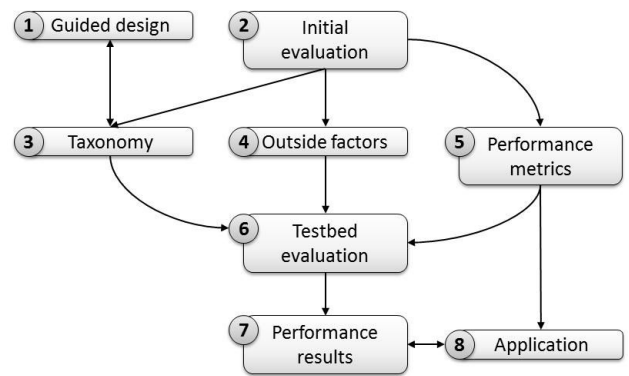 1 Guided design
2 Initial
evaluation
3 Taxonomy
4 Outside factors
5 Performance
metrics
6 Testbed
evaluation
7 Performance
results
8 Application